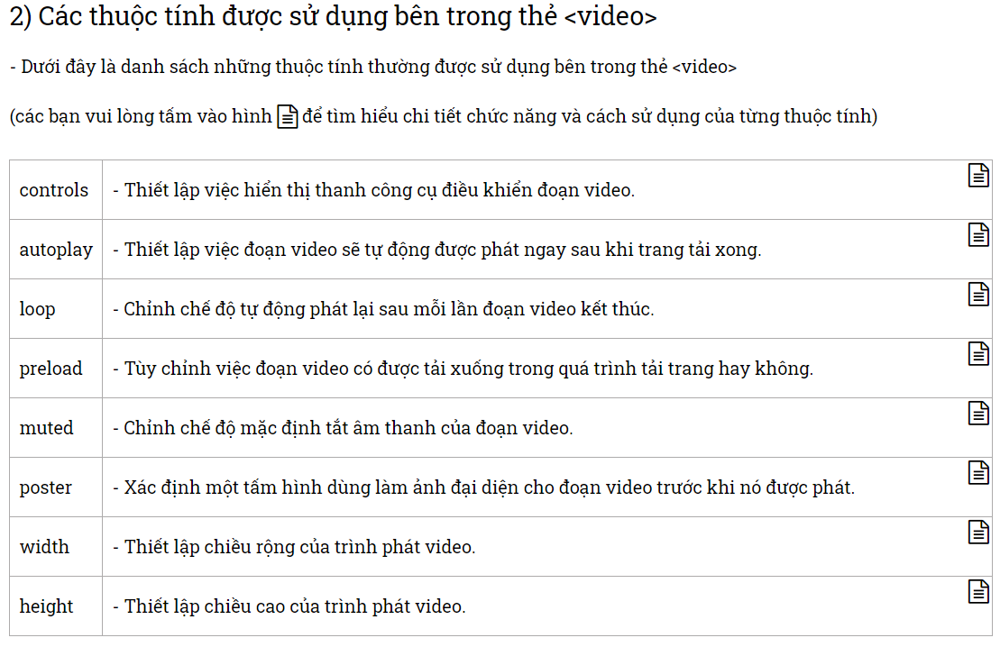 2) Các thuộc tính được sử dụng bên trong thẻ <video>
- Dưới đây là danh sách những thuộc tính thường được sử dụng bên trong thẻ <video>
(các bạn vui lòng tấm vào hình để tìm hiểu chi tiết chức năng và cách sử dụng của từng thuộc tính)
controls - Thiết lập việc hiển thị thanh công cụ điều khiển đoạn video.
autoplay - Thiết lập việc đoạn video sẽ tự động được phát ngay sau khi trang tải xong.
loop - Chỉnh chế độ tự động phát lại sau mỗi lần đoạn video kết thúc.
preload - Tùy chỉnh việc đoạn video có được tải xuống trong quá trình tải trang hay không.
muted - Chỉnh chế độ mặc định tắt âm thanh của đoạn video.
poster - Xác định một tấm hình dùng làm ảnh đại diện cho đoạn video trước khi nó được phát.
width - Thiết lập chiều rộng của trình phát video.
height - Thiết lập chiều cao của trình phát video.